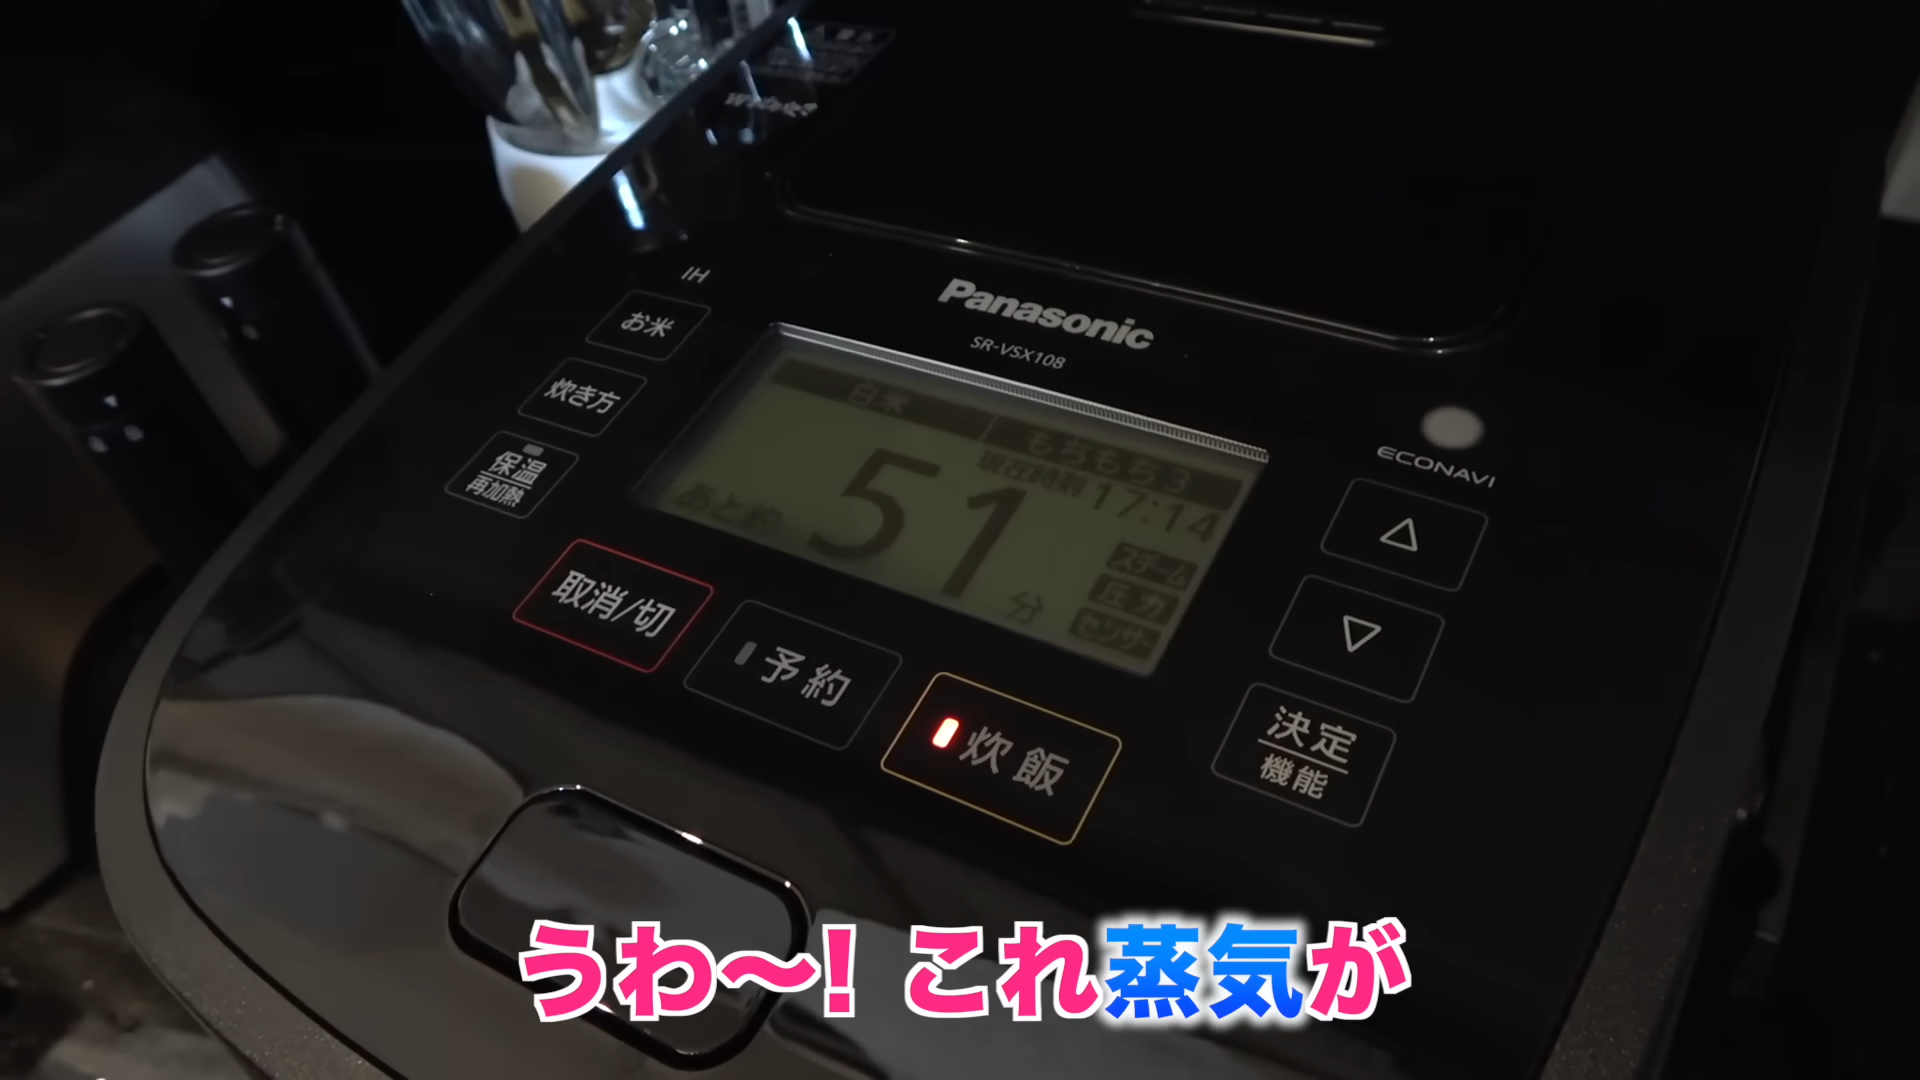 IH
Panasonic
SR-VSX108
お米
炊き方
保温
再加熱
白米
もちもち3
現在時刻 17:14
あと約 51 分
スチーム
圧力
センサー
ECONAVI
△
▽
取消/切
予約
炊飯
決定
機能
うわ〜! これ蒸気が